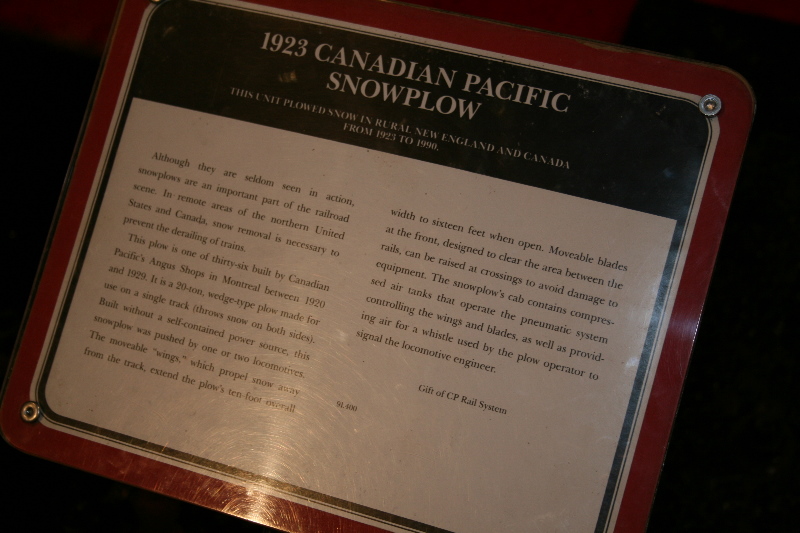 1923 CANADIAN PACIFIC
SNOWPLOW
THIS UNIT PLOWED SNOW IN RURAL NEW ENGLAND AND CANADA
FROM 1923 TO 1990.
Although they are seldom seen in action,
snowplows are an important part of the railroad
scene. In remote areas of the northern United
States and Canada, snow removal is necessary to
prevent the derailing of trains.
This plow is one of thirty-six built by Canadian
Pacific's Angus Shops in Montreal between 1920
and 1929. It is a 20-ton, wedge-type plow made for
use on a single track (throws snow on both sides).
Built without a self-contained power source, this
snowplow was pushed by one or two locomotives.
The moveable "wings," which propel snow away
from the track, extend the plow's ten-foot overall
width to sixteen feet when open. Moveable blades
at the front, designed to clear the area between the
rails, can be raised at crossings to avoid damage to
equipment. The snowplow's cab contains compres-
sed air tanks that operate the pneumatic system
controlling the wings and blades, as well as provid-
ing air for a whistle used by the plow operator to
signal the locomotive engineer.
Gift of CP Rail System
91.400